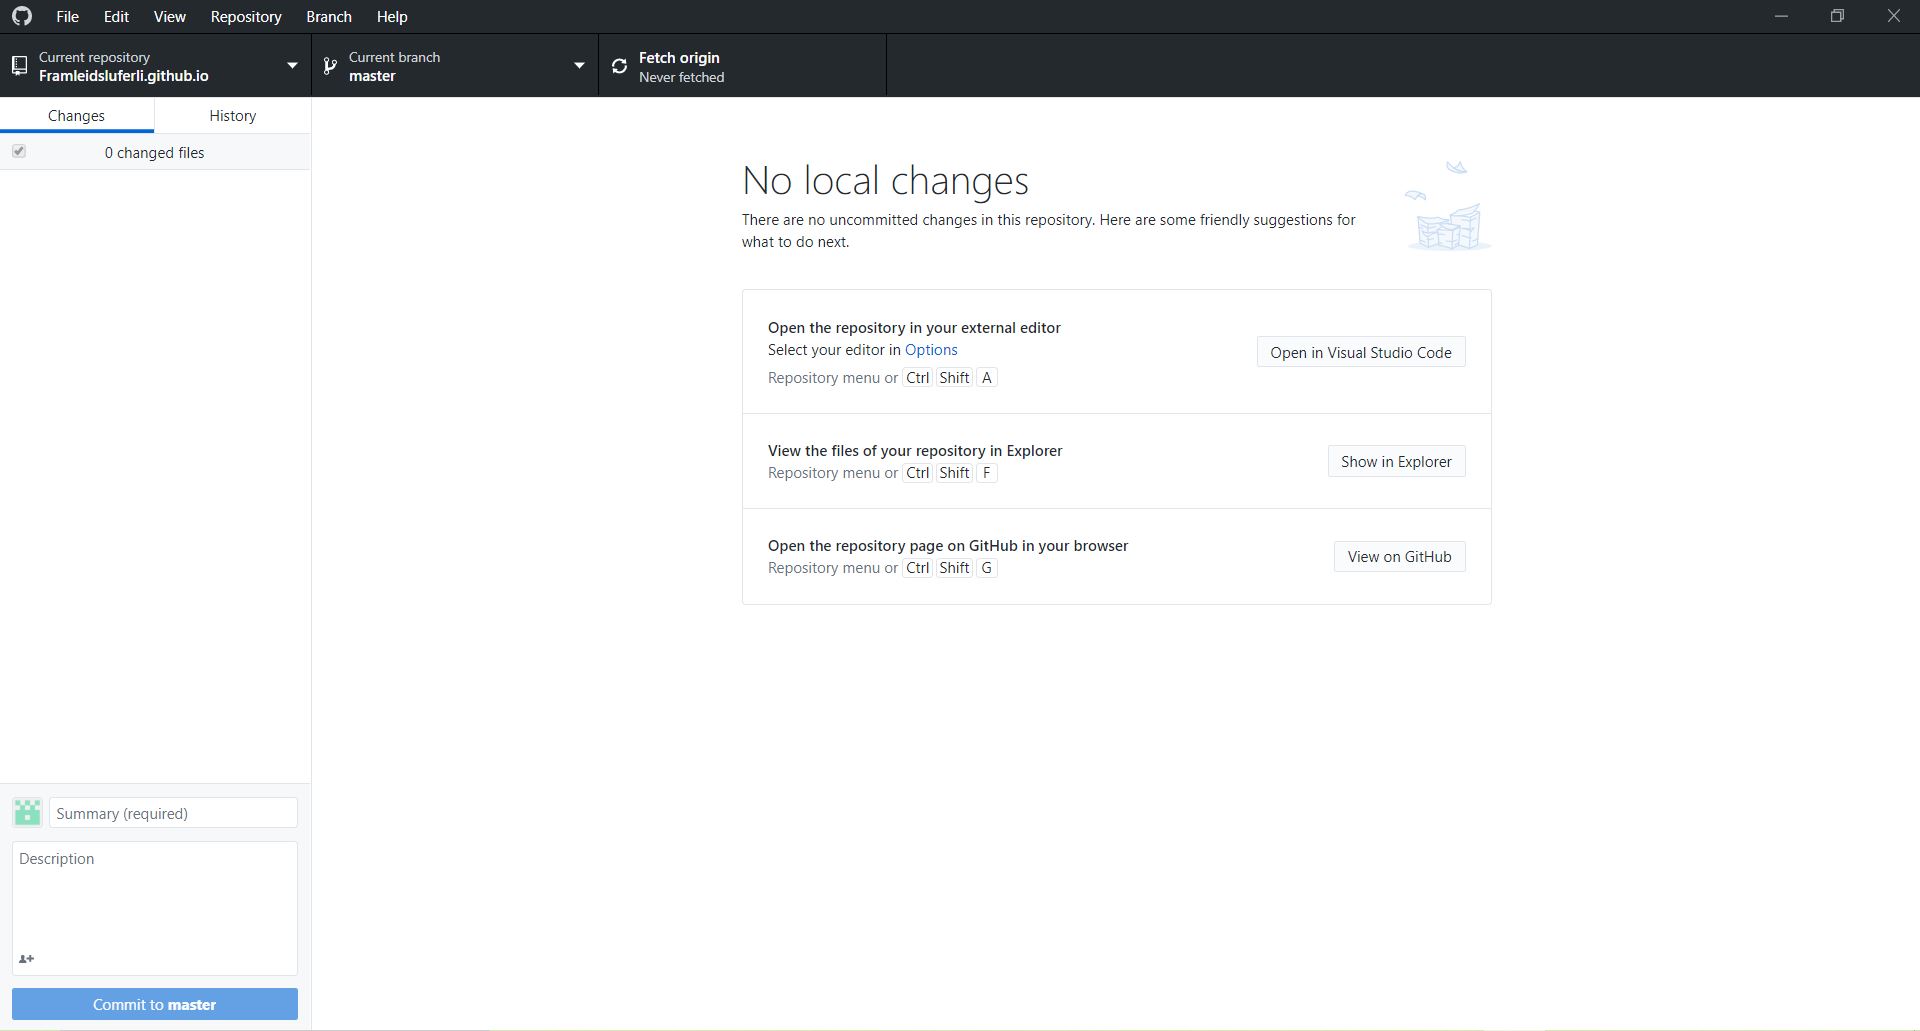 File Edit View Repository Branch Help
Current repository
Framleidsluferli.github.io
Current branch
master
Fetch origin
Never fetched
Changes
History
0 changed files
No local changes
There are no uncommitted changes in this repository. Here are some friendly suggestions for
what to do next.
Open the repository in your external editor
Select your editor in Options
Repository menu or Ctrl Shift A
Open in Visual Studio Code
View the files of your repository in Explorer
Repository menu or Ctrl Shift F
Show in Explorer
Open the repository page on GitHub in your browser
Repository menu or Ctrl Shift G
View on GitHub
Summary (required)
Description
Commit to master